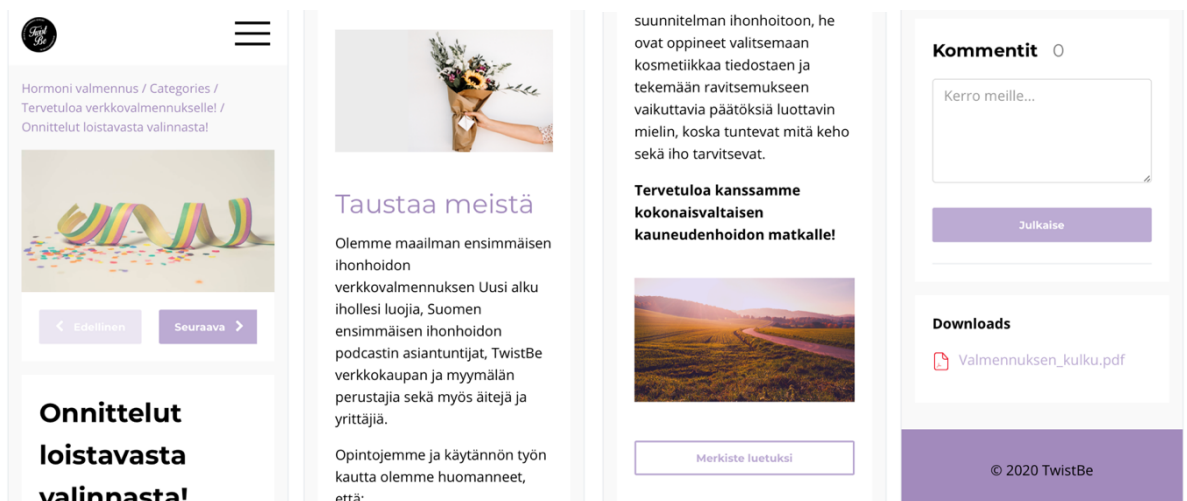 Twist
Be
Hormoni valmennus / Categories /
Tervetuloa verkkovalmennukselle! /
Onnittelut loistavasta valinnasta!
Edellinen
Seuraava
Onnittelut
loistavasta
valinnasta!
Taustaa meistä
Olemme maailman ensimmäisen
ihonhoidon
verkkovalmennuksen Uusi alku
ihollesi luojia, Suomen
ensimmäisen ihonhoidon
podcastin asiantuntijat, TwistBe
verkkokaupan ja myymälän
perustajia sekä myös äitejä ja
yrittäjiä.
Opintojemme ja käytännön työn
kautta olemme huomanneet,
että:
suunnitelman ihonhoitoon, he
ovat oppineet valitsemaan
kosmetiikkaa tiedostaen ja
tekemään ravitsemukseen
vaikuttavia päätöksiä luottavin
mielin, koska tuntevat mitä keho
sekä iho tarvitsevat.
Tervetuloa kanssamme
kokonaisvaltaisen
kauneudenhoidon matkalle!
Merkiste luetuksi
Kommentit 0
Kerro meille...
Julkaise
Downloads
Valmennuksen_kulku.pdf
© 2020 TwistBe